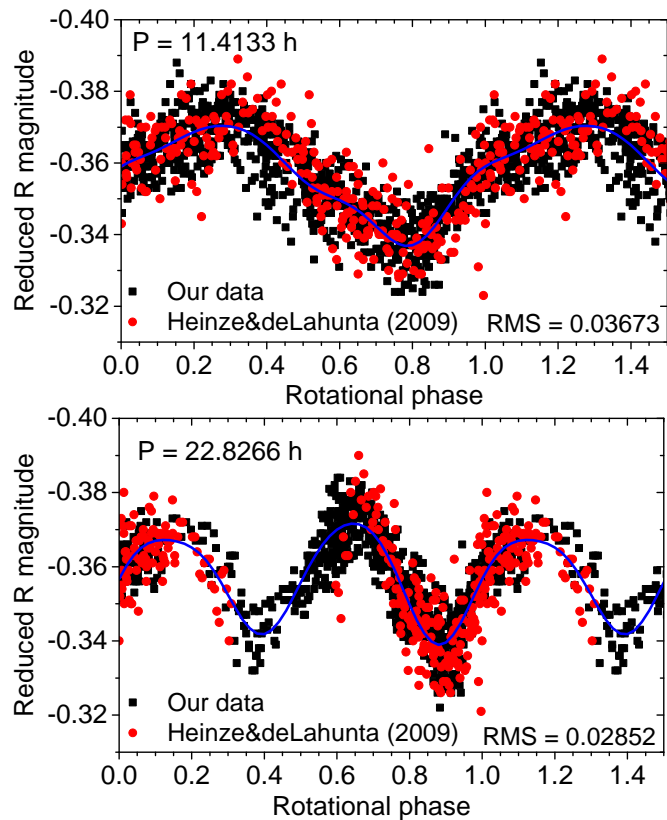 -0.40
P = 11.4133 h
-0.38
-0.36
-0.34
-0.32
Reduced R magnitude
Our data
Heinze&deLahunta (2009)
RMS = 0.03673
0.0 0.2 0.4 0.6 0.8 1.0 1.2 1.4
Rotational phase
-0.40
P = 22.8266 h
-0.38
-0.36
-0.34
-0.32
Reduced R magnitude
Our data
Heinze&deLahunta (2009)
RMS = 0.02852
0.0 0.2 0.4 0.6 0.8 1.0 1.2 1.4
Rotational phase